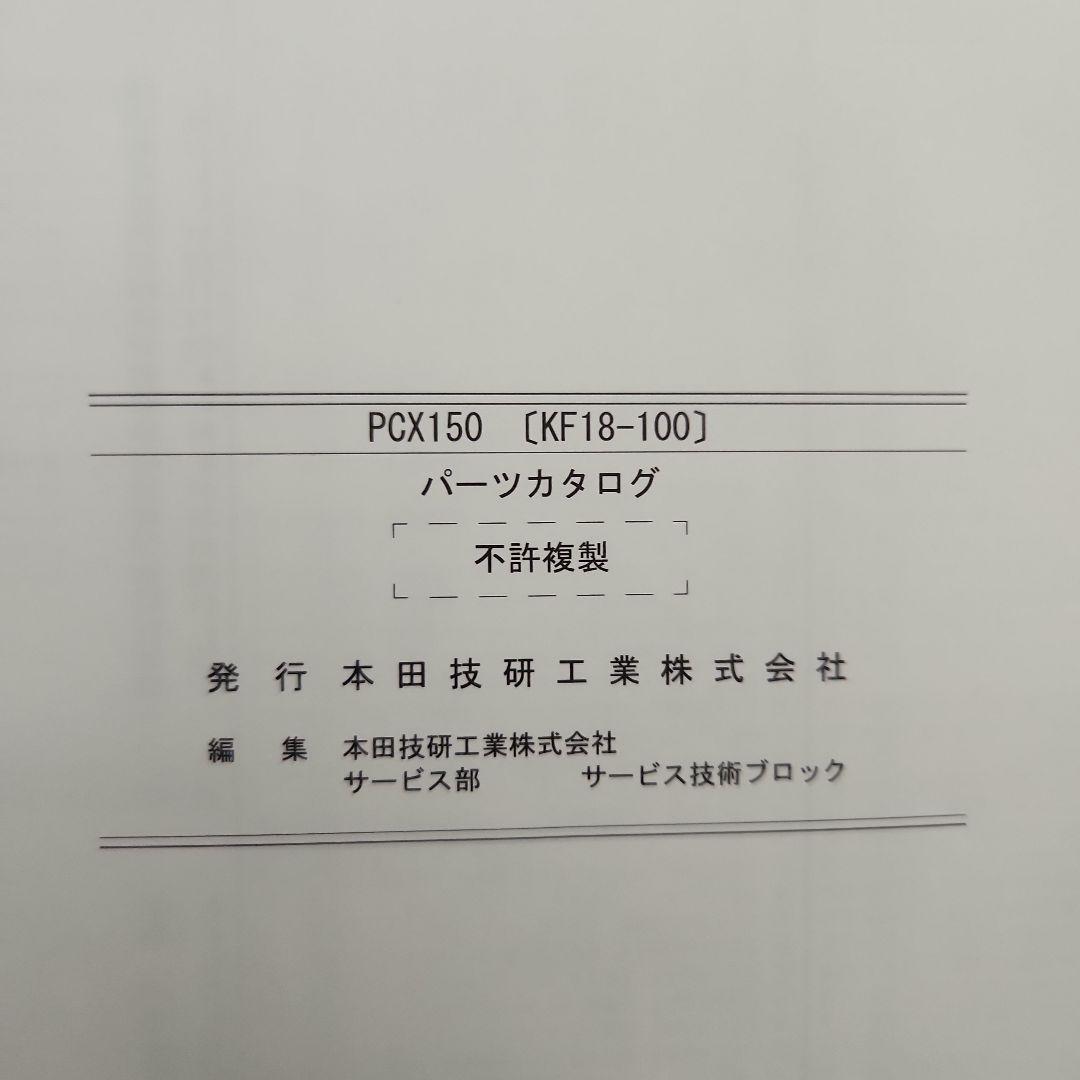 PCX150 〔KF18-100〕
パーツカタログ
不許複製
発 行 本田技研工業株式会社
編 集 本田技研工業株式会社
サービス部 サービス技術ブロック